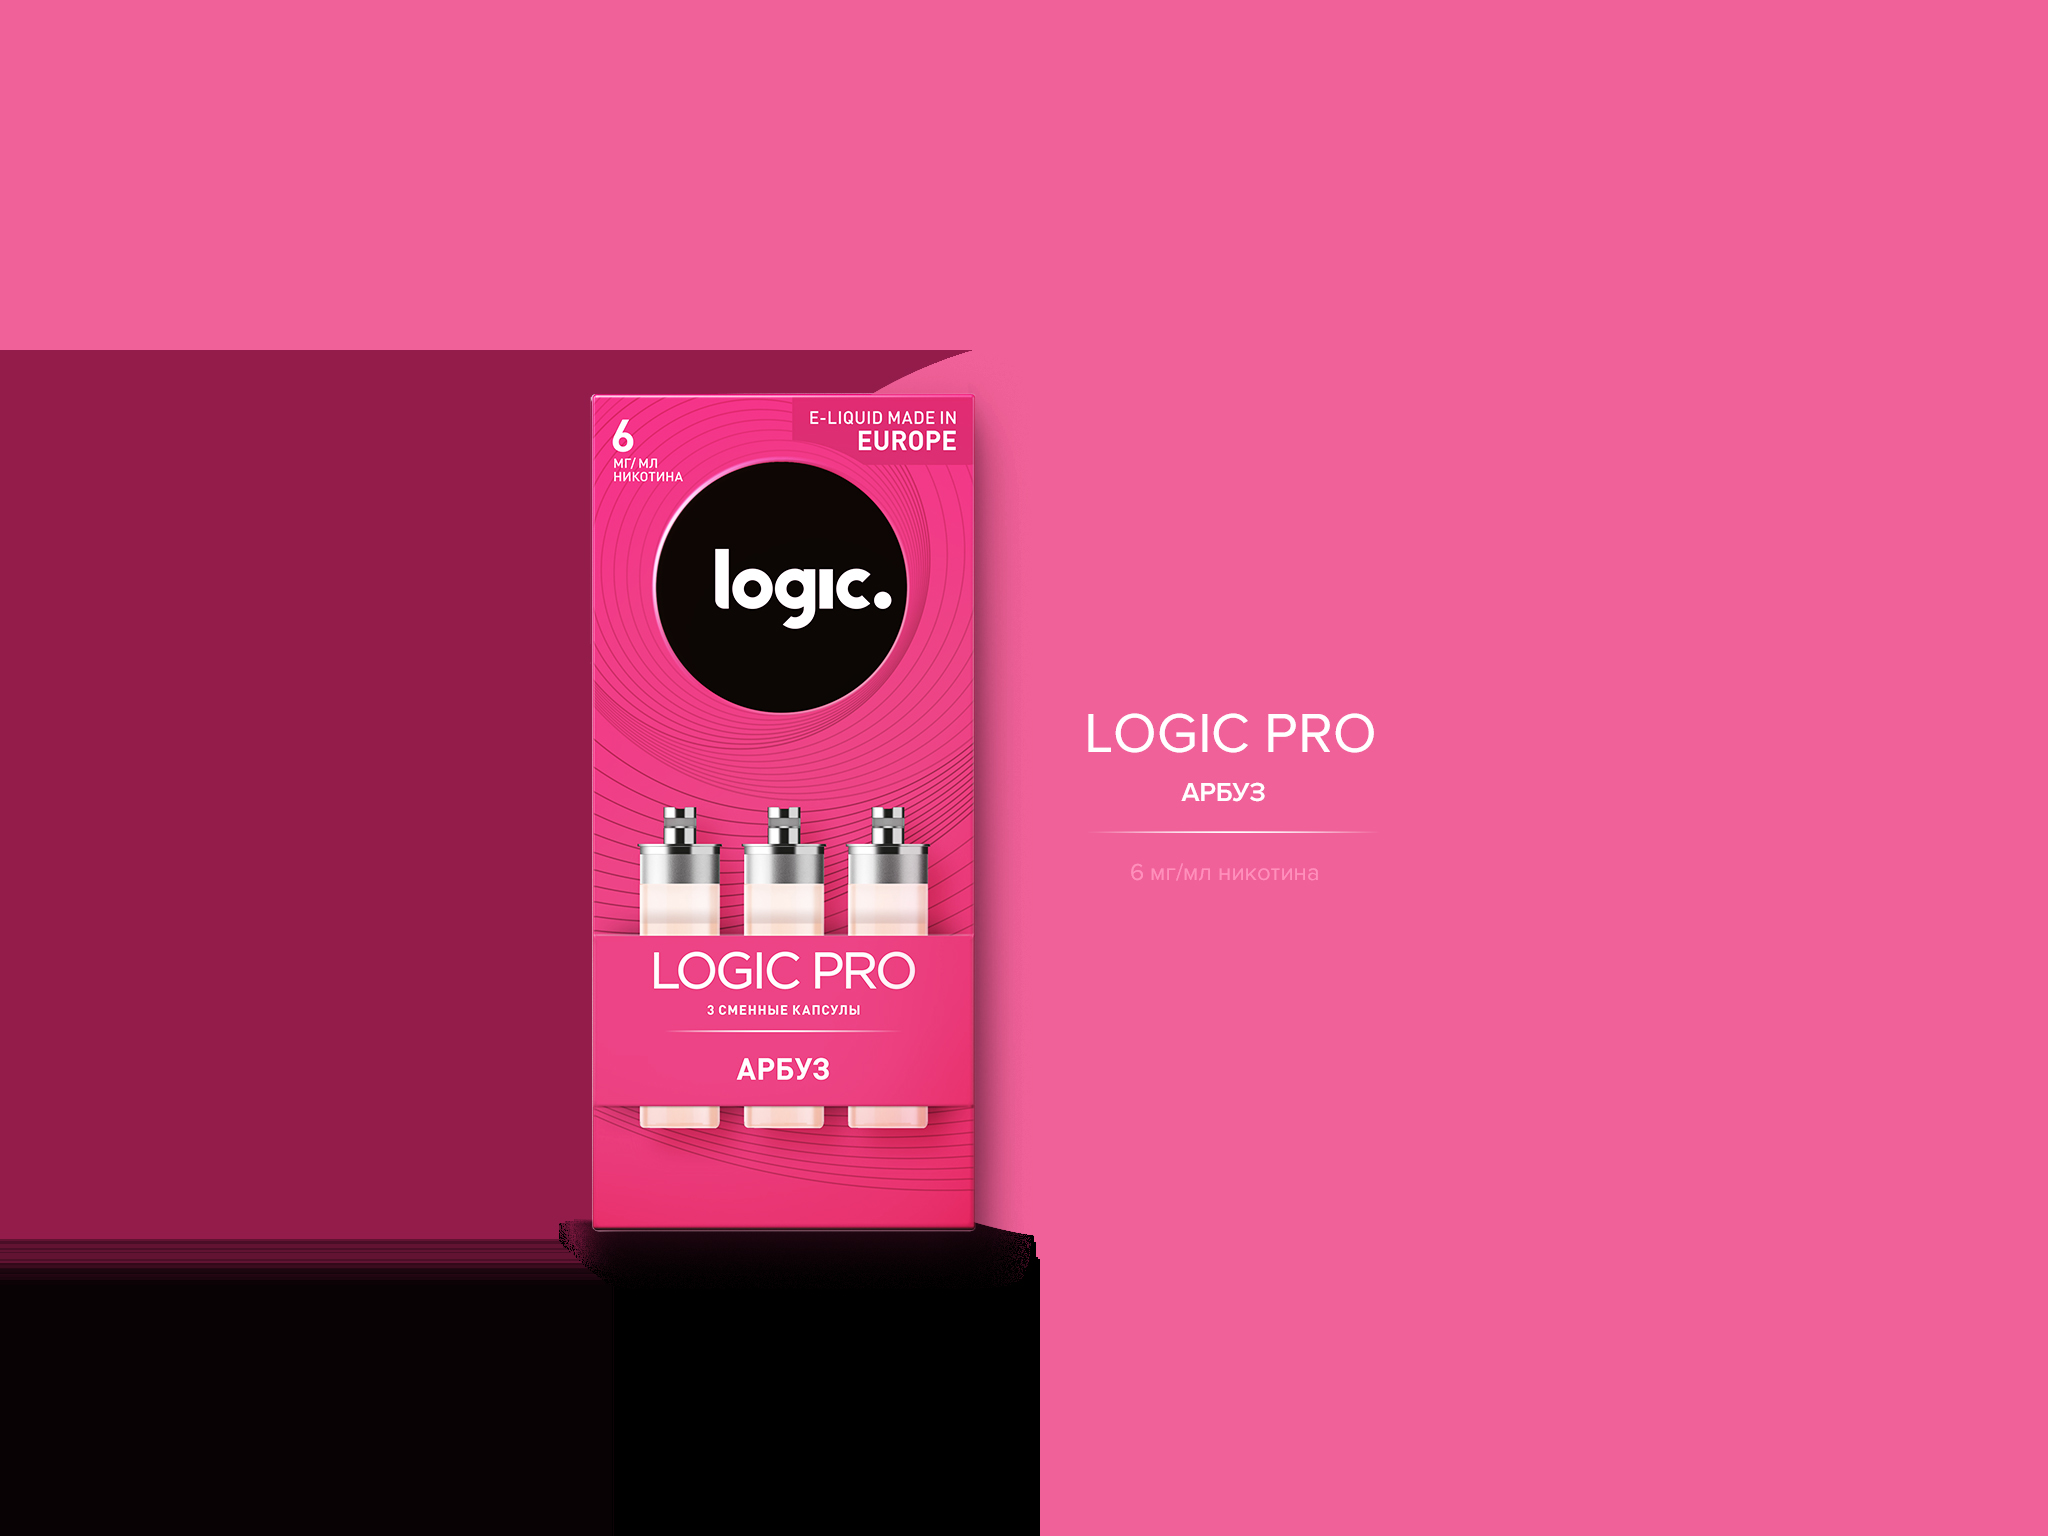 6
МГ/МЛ
НИКОТИНА
E-LIQUID MADE IN
EUROPE
logic.
LOGIC PRO
3 СМЕННЫЕ КАПСУЛЫ
АРБУЗ
LOGIC PRO
АРБУЗ
6 мг/мл никотина